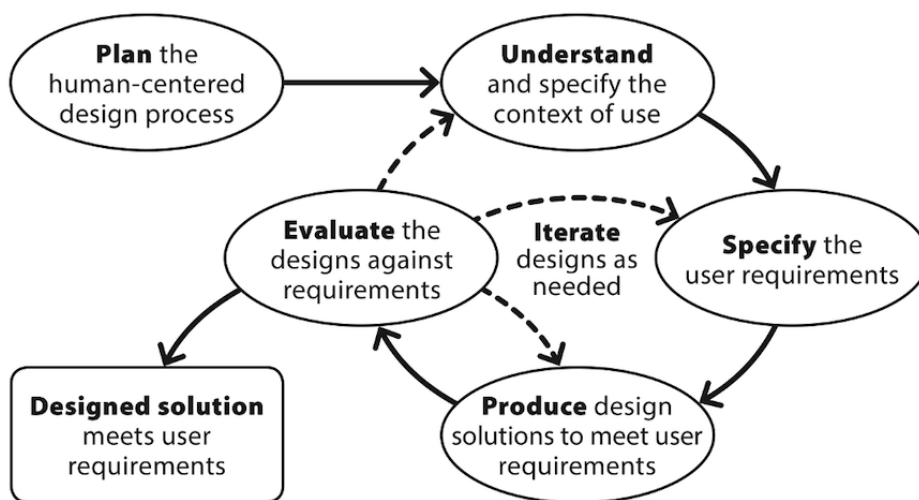 Plan the
human-centered
design process
Understand
and specify the
context of use
Evaluate the
designs against
requirements
Iterate
designs as
needed
Specify the
user requirements
Designed solution
meets user
requirements
Produce design
solutions to meet user
requirements